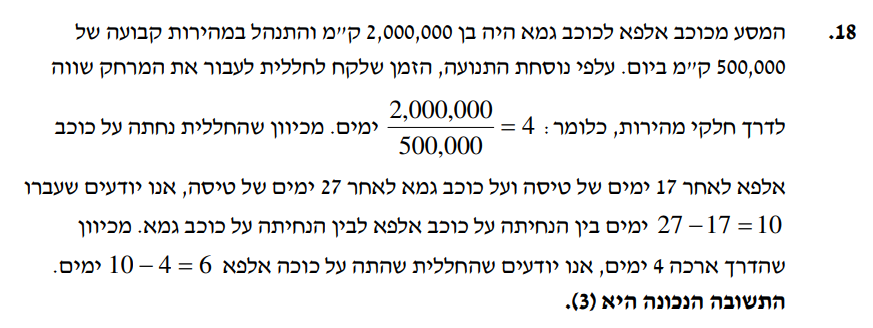 18. המסע מכוכב אלפא לכוכב גמא היה בן 2,000,000 ק״מ והתנהל במהירות קבועה של
500,000 ק״מ ביום. עלפי נוסחת התנועה, הזמן שלקח לחללית לעבור את המרחק שווה
לדרך חלקי מהירות, כלומר: 2,000,000/500,000 = 4 ימים. מכיוון שהחללית נחתה על כוכב
אלפא לאחר 17 ימים של טיסה ועל כוכב גמא לאחר 27 ימים של טיסה, אנו יודעים שעברו
27 – 17 = 10 ימים בין הנחיתה על כוכב אלפא לבין הנחיתה על כוכב גמא. מכיוון
שהדרך ארכה 4 ימים, אנו יודעים שהחללית שהתה על כוכה אלפא 10 – 4 = 6 ימים.
התשובה הנכונה היא (3).